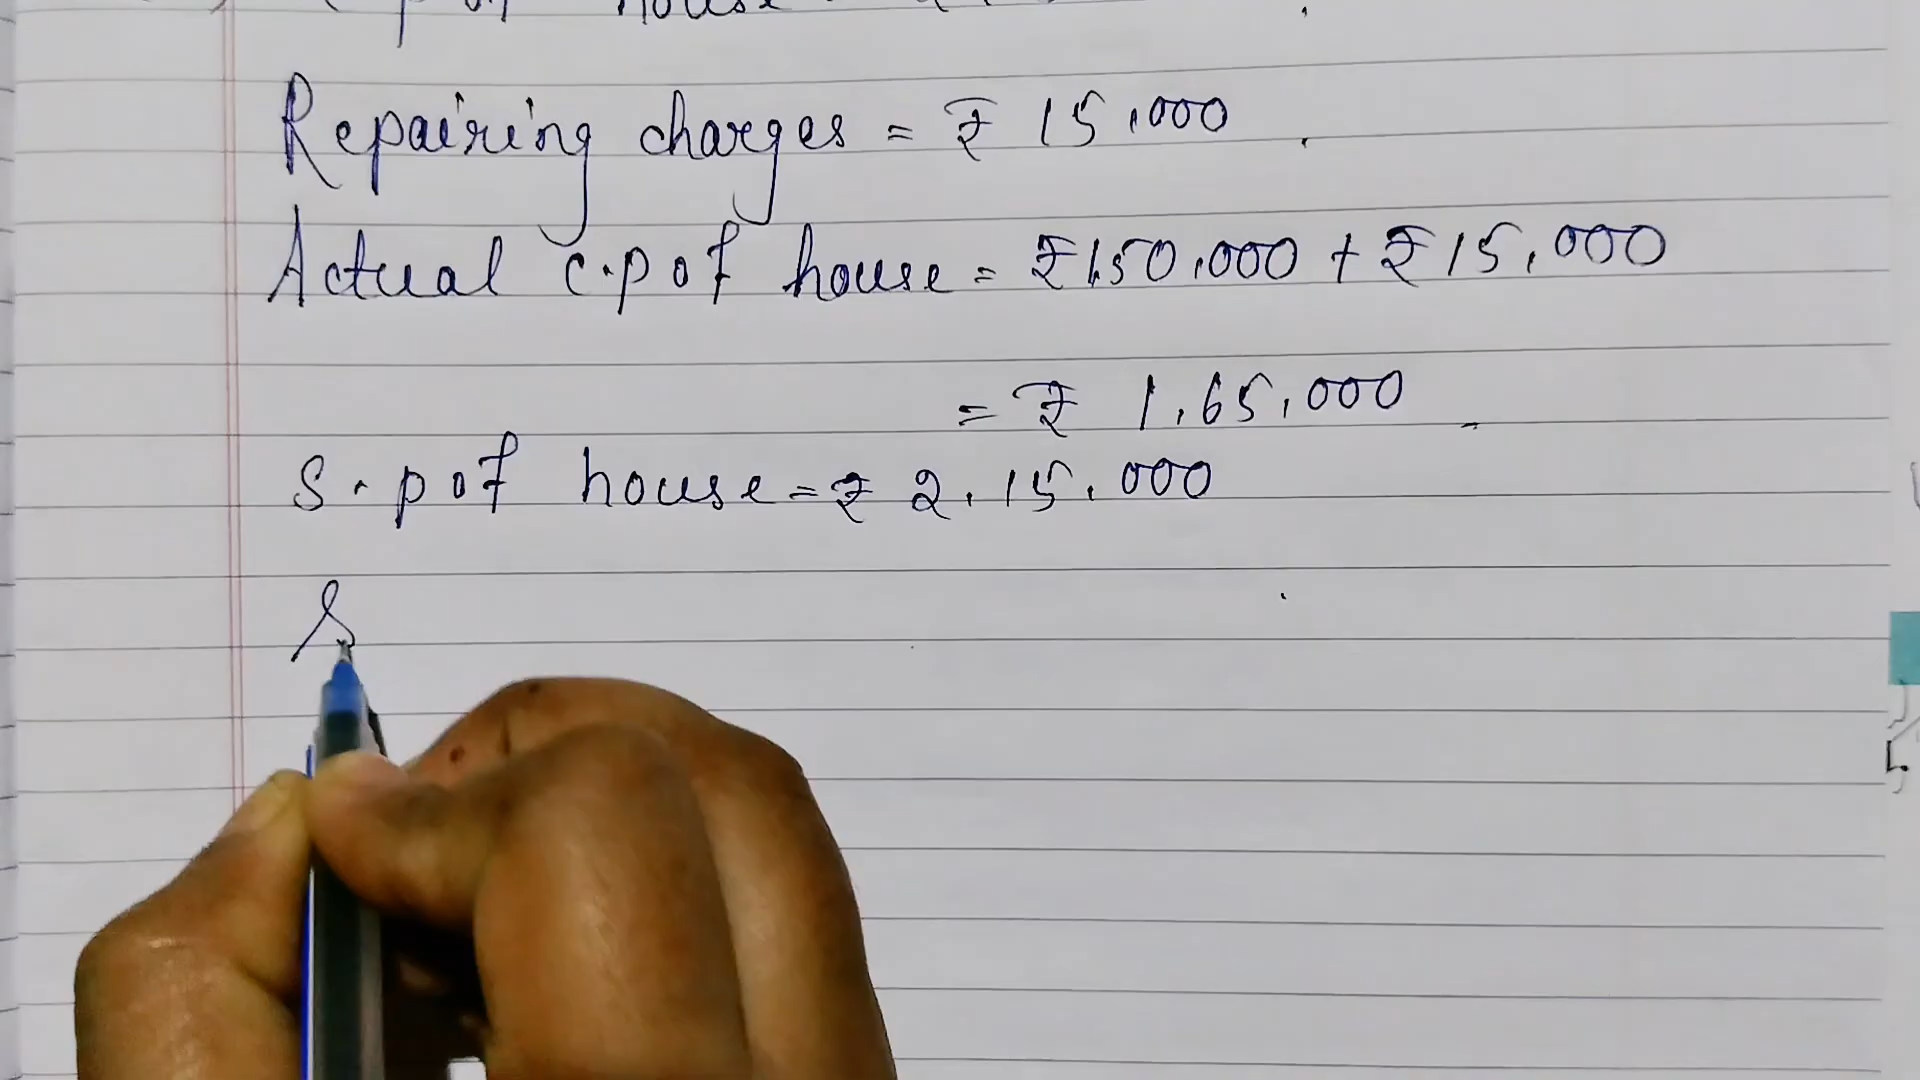 house
Repairing charges = ₹ 15,000
Actual C.P of house = ₹1,50,000 + ₹15,000
= ₹ 1,65,000
S.P of house = ₹ 2,15,000
S